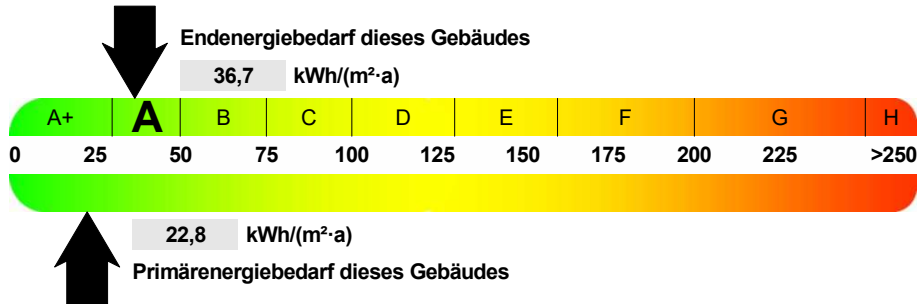 Endenergiebedarf dieses Gebäudes
36,7 kWh/(m²·a)
A+ A B C D E F G H
0 25 50 75 100 125 150 175 200 225 >250
22,8 kWh/(m²·a)
Primärenergiebedarf dieses Gebäudes